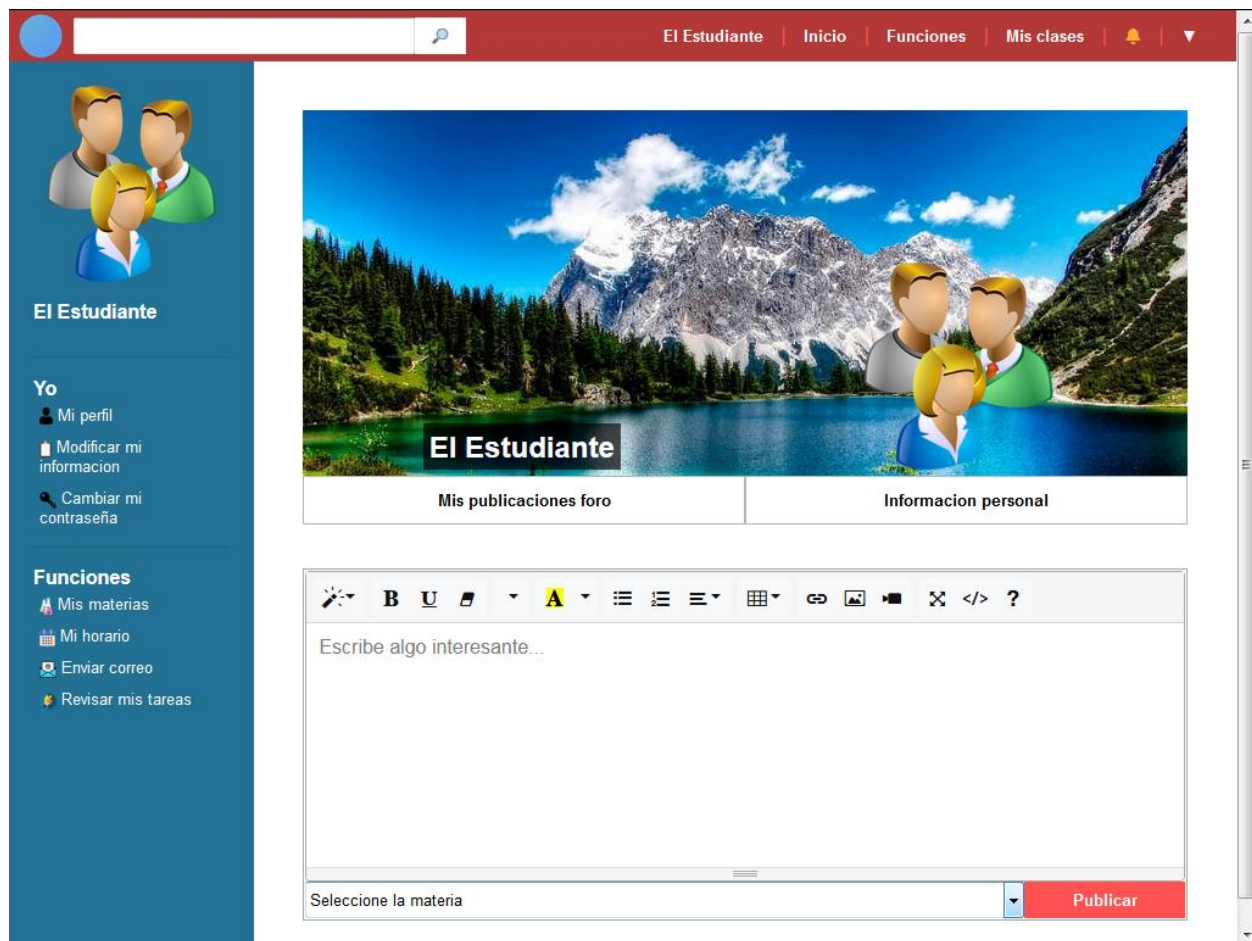 El Estudiante | Inicio | Funciones | Mis clases | | ▼
El Estudiante
Yo
Mi perfil
Modificar mi
informacion
Cambiar mi
contraseña
Funciones
Mis materias
Mi horario
Enviar correo
Revisar mis tareas
El Estudiante
Mis publicaciones foro
Informacion personal
B U A </> ?
Escribe algo interesante...
Seleccione la materia
Publicar